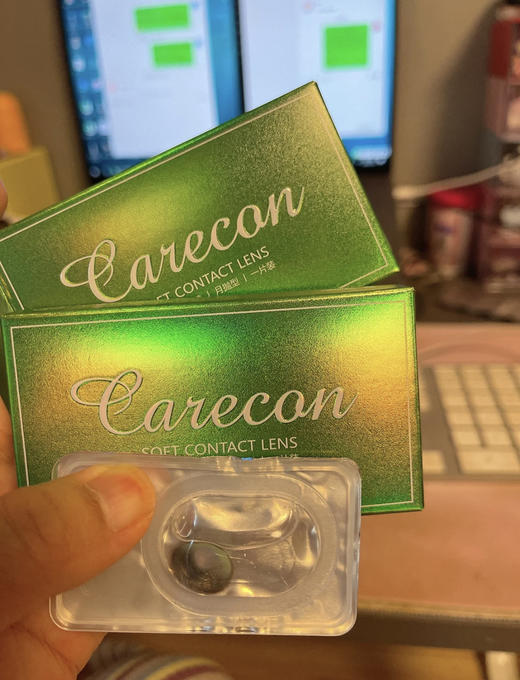 Carecon
SOFT CONTACT LENS
月抛型 | 一片装
Carecon
SOFT CONTACT LENS